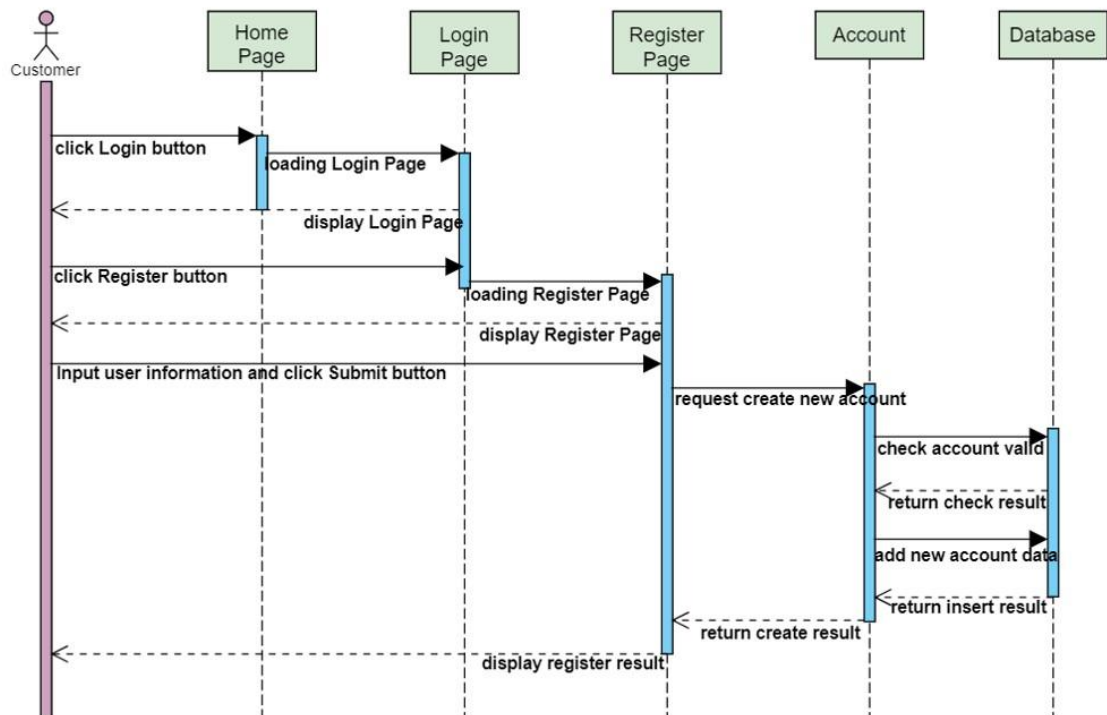 Home
Page
Login
Page
Register
Page
Account
Database
Customer
click Login button
loading Login Page
display Login Page
click Register button
loading Register Page
display Register Page
Input user information and click Submit button
request create new account
check account valid
return check result
add new account data
return insert result
return create result
display register result